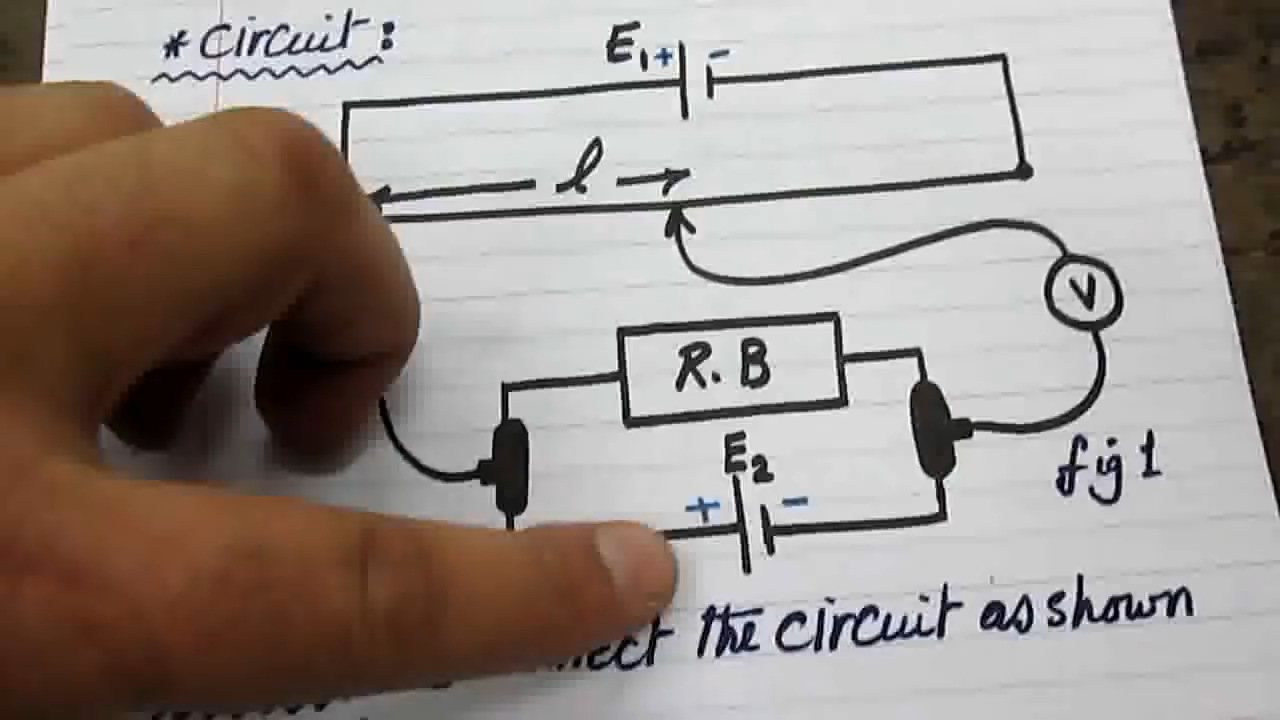 * Circuit:
E1 + -
l
V
R.B
E2
+ -
fig 1
the circuit as shown